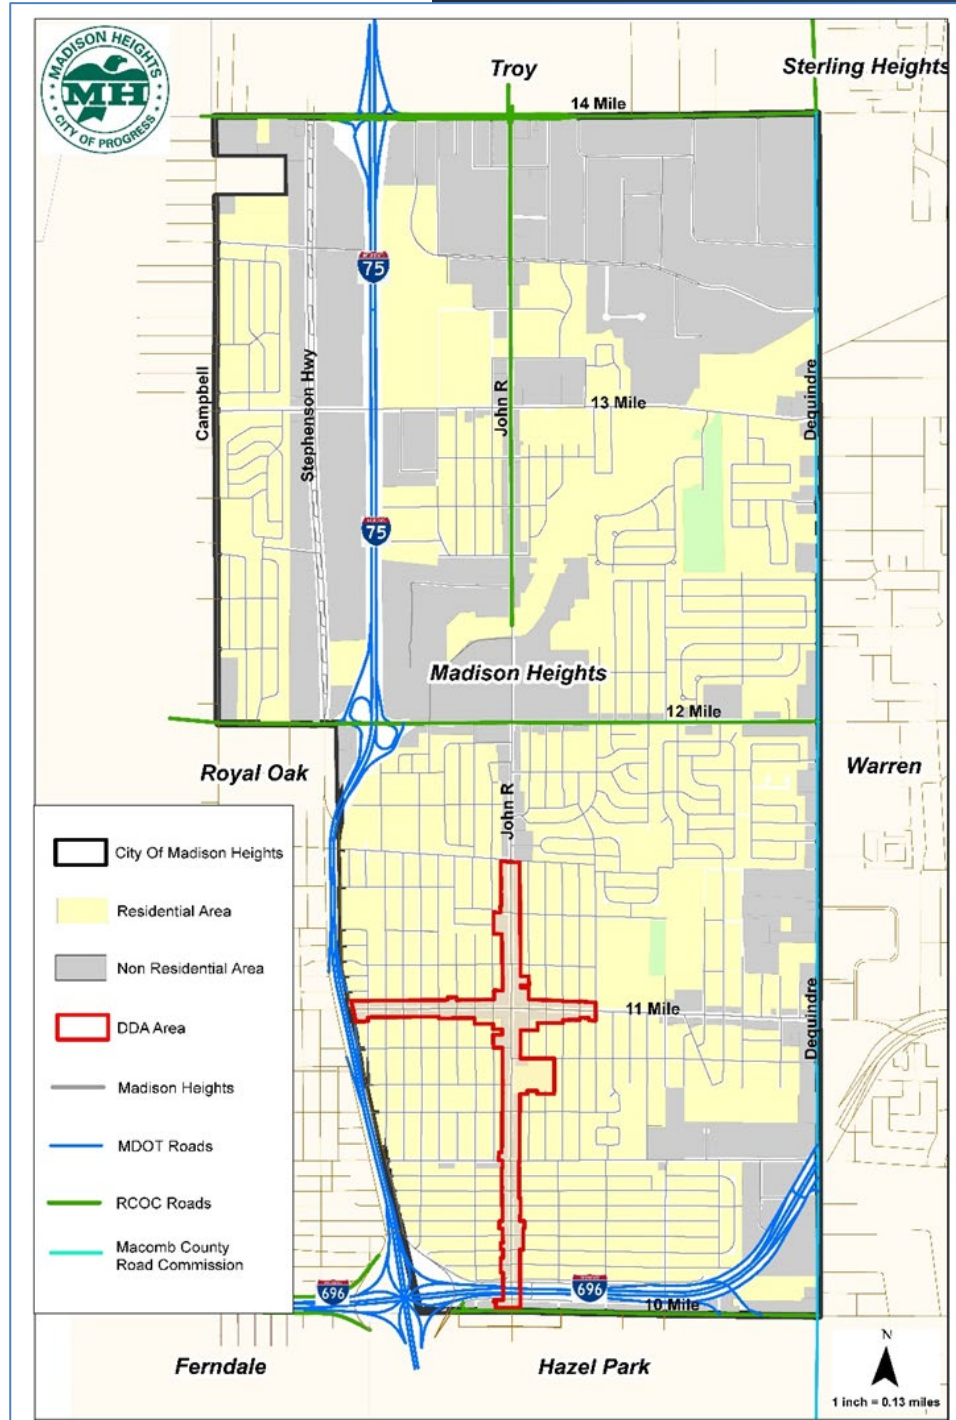 MADISON HEIGHTS
MH
CITY OF PROGRESS
Troy
Sterling Heights
14 Mile
75
Campbell
Stephenson Hwy
John R
13 Mile
Dequindre
75
Madison Heights
12 Mile
Royal Oak
Warren
John R
City Of Madison Heights
Residential Area
Non Residential Area
DDA Area
11 Mile
Dequindre
Madison Heights
MDOT Roads
RCOC Roads
Macomb County
Road Commission
696
696
10 Mile
Ferndale
Hazel Park
N
1 inch = 0.13 miles